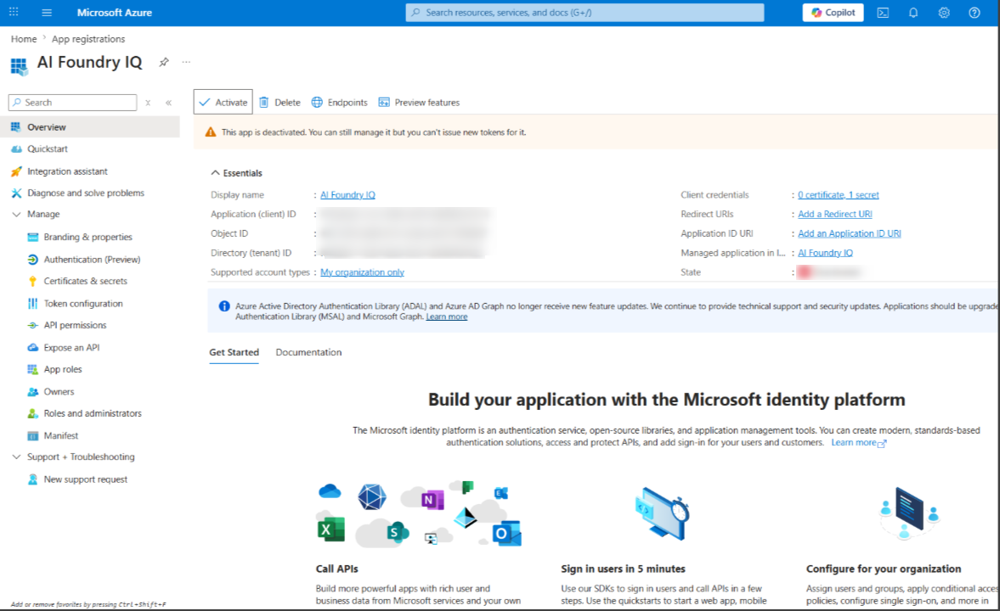 Microsoft Azure
Search resources, services, and docs (G+/)
Copilot
Home > App registrations
AI Foundry IQ
Search
Overview
Quickstart
Integration assistant
Diagnose and solve problems
Manage
Branding & properties
Authentication (Preview)
Certificates & secrets
Token configuration
API permissions
Expose an API
App roles
Owners
Roles and administrators
Manifest
Support + Troubleshooting
New support request
Add or remove favorites by pressing Ctrl+Shift+F
Activate Delete Endpoints Preview features
This app is deactivated. You can still manage it but you can't issue new tokens for it.
Essentials
Display name : AI Foundry IQ
Application (client) ID :
Object ID :
Directory (tenant) ID :
Supported account types : My organization only
Client credentials : 0 certificate, 1 secret
Redirect URIs : Add a Redirect URI
Application ID URI : Add an Application ID URI
Managed application in l... : AI Foundry IQ
State :
Azure Active Directory Authentication Library (ADAL) and Azure AD Graph no longer receive new feature updates. We continue to provide technical support and security updates. Applications should be upgrade
Authentication Library (MSAL) and Microsoft Graph. Learn more
Get Started Documentation
Build your application with the Microsoft identity platform
The Microsoft identity platform is an authentication service, open-source libraries, and application management tools. You can create modern, standards-based
authentication solutions, access and protect APIs, and add sign-in for your users and customers. Learn more
Call APIs
Build more powerful apps with rich user and
business data from Microsoft services and your own
Sign in users in 5 minutes
Use our SDKs to sign in users and call APIs in a few
steps. Use the quickstarts to start a web app, mobile
Configure for your organization
Assign users and groups, apply conditional acces
policies, configure single sign-on, and more in